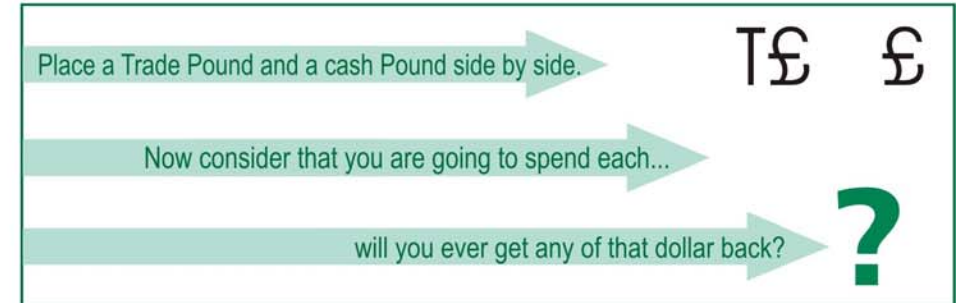 Place a Trade Pound and a cash Pound side by side. T£ £
Now consider that you are going to spend each...
will you ever get any of that dollar back? ?